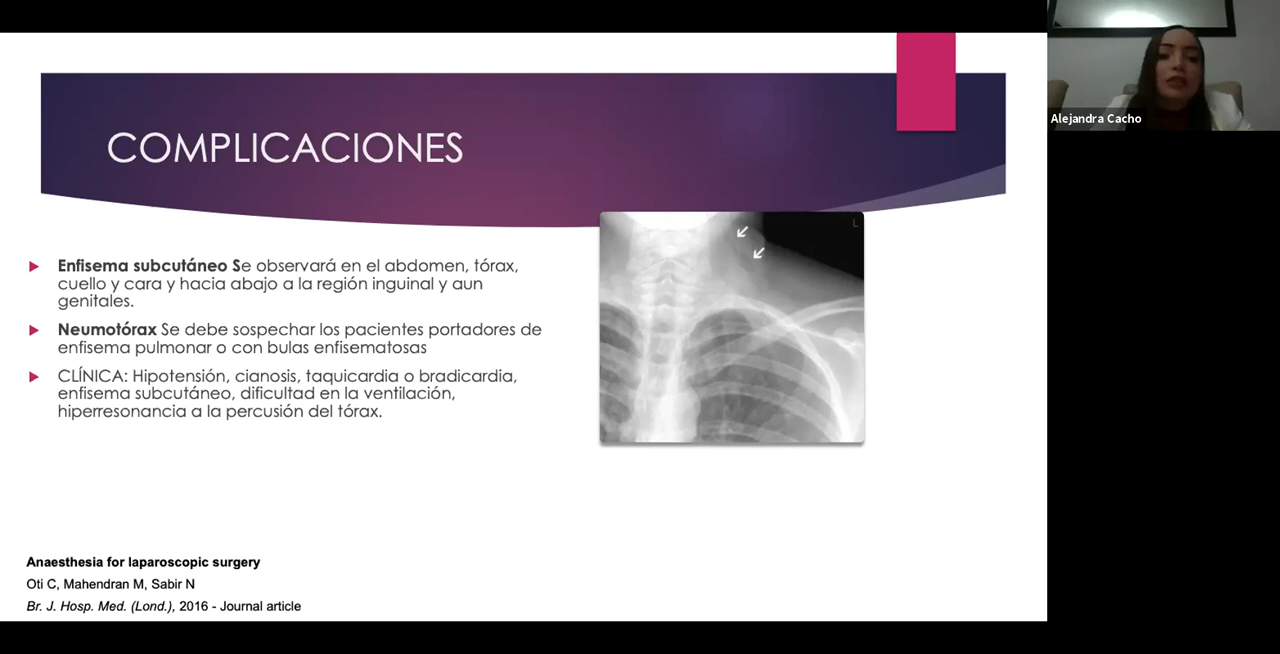 COMPLICACIONES
Enfisema subcutáneo Se observará en el abdomen, tórax,
cuello y cara y hacia abajo a la región inguinal y aun
genitales.
Neumotórax Se debe sospechar los pacientes portadores de
enfisema pulmonar o con bulas enfisematosas
CLÍNICA: Hipotensión, cianosis, taquicardia o bradicardia,
enfisema subcutáneo, dificultad en la ventilación,
hiperresonancia a la percusión del tórax.
L
Anaesthesia for laparoscopic surgery
Oti C, Mahendran M, Sabir N
Br. J. Hosp. Med. (Lond.), 2016 - Journal article
Alejandra Cacho